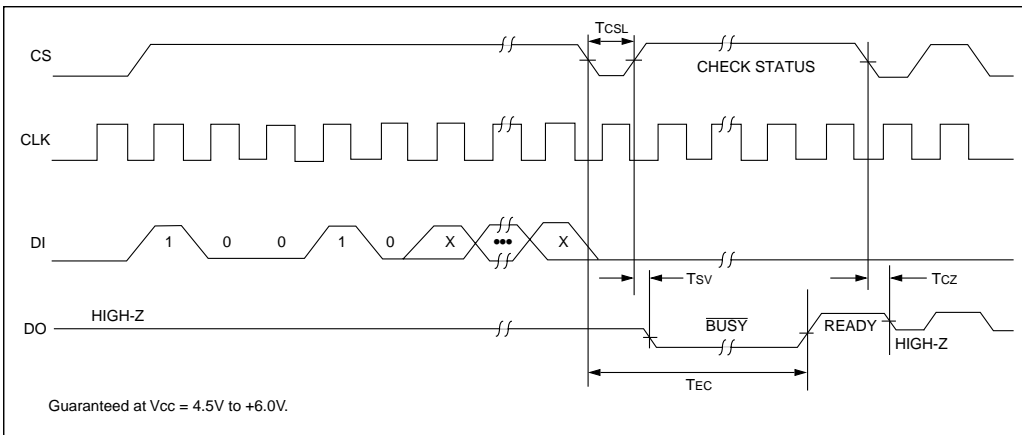 TCSL
CS
CHECK STATUS
CLK
DI
1 0 0 1 0 X ••• X
TSV
TCZ
DO
HIGH-Z
BUSY
READY
HIGH-Z
TEC
Guaranteed at Vcc = 4.5V to +6.0V.